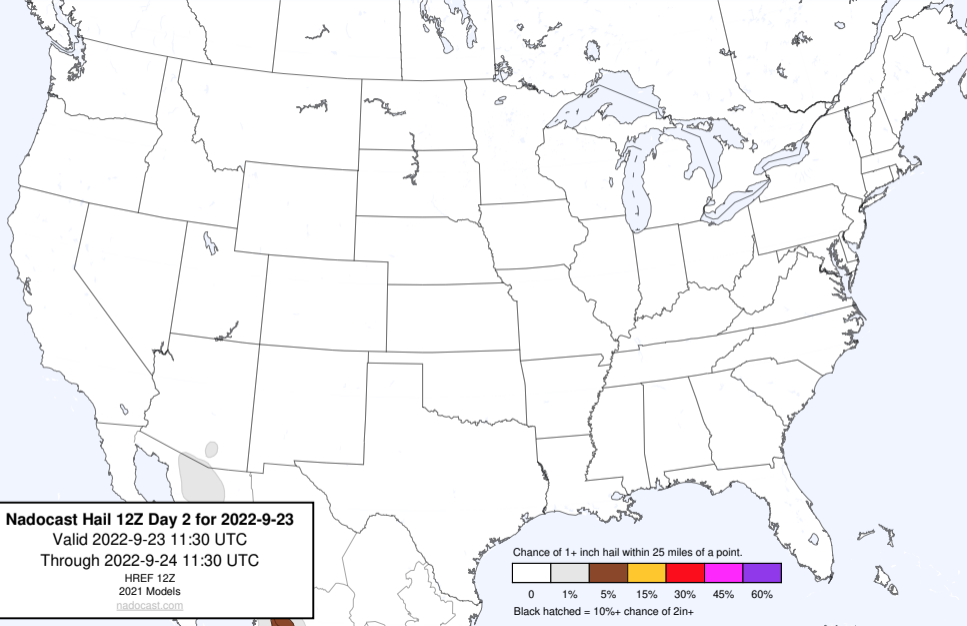 Nadocast Hail 12Z Day 2 for 2022-9-23
Valid 2022-9-23 11:30 UTC
Through 2022-9-24 11:30 UTC
HREF 12Z
2021 Models
nadocast.com
Chance of 1+ inch hail within 25 miles of a point.
0 1% 5% 15% 30% 45% 60%
Black hatched = 10%+ chance of 2in+